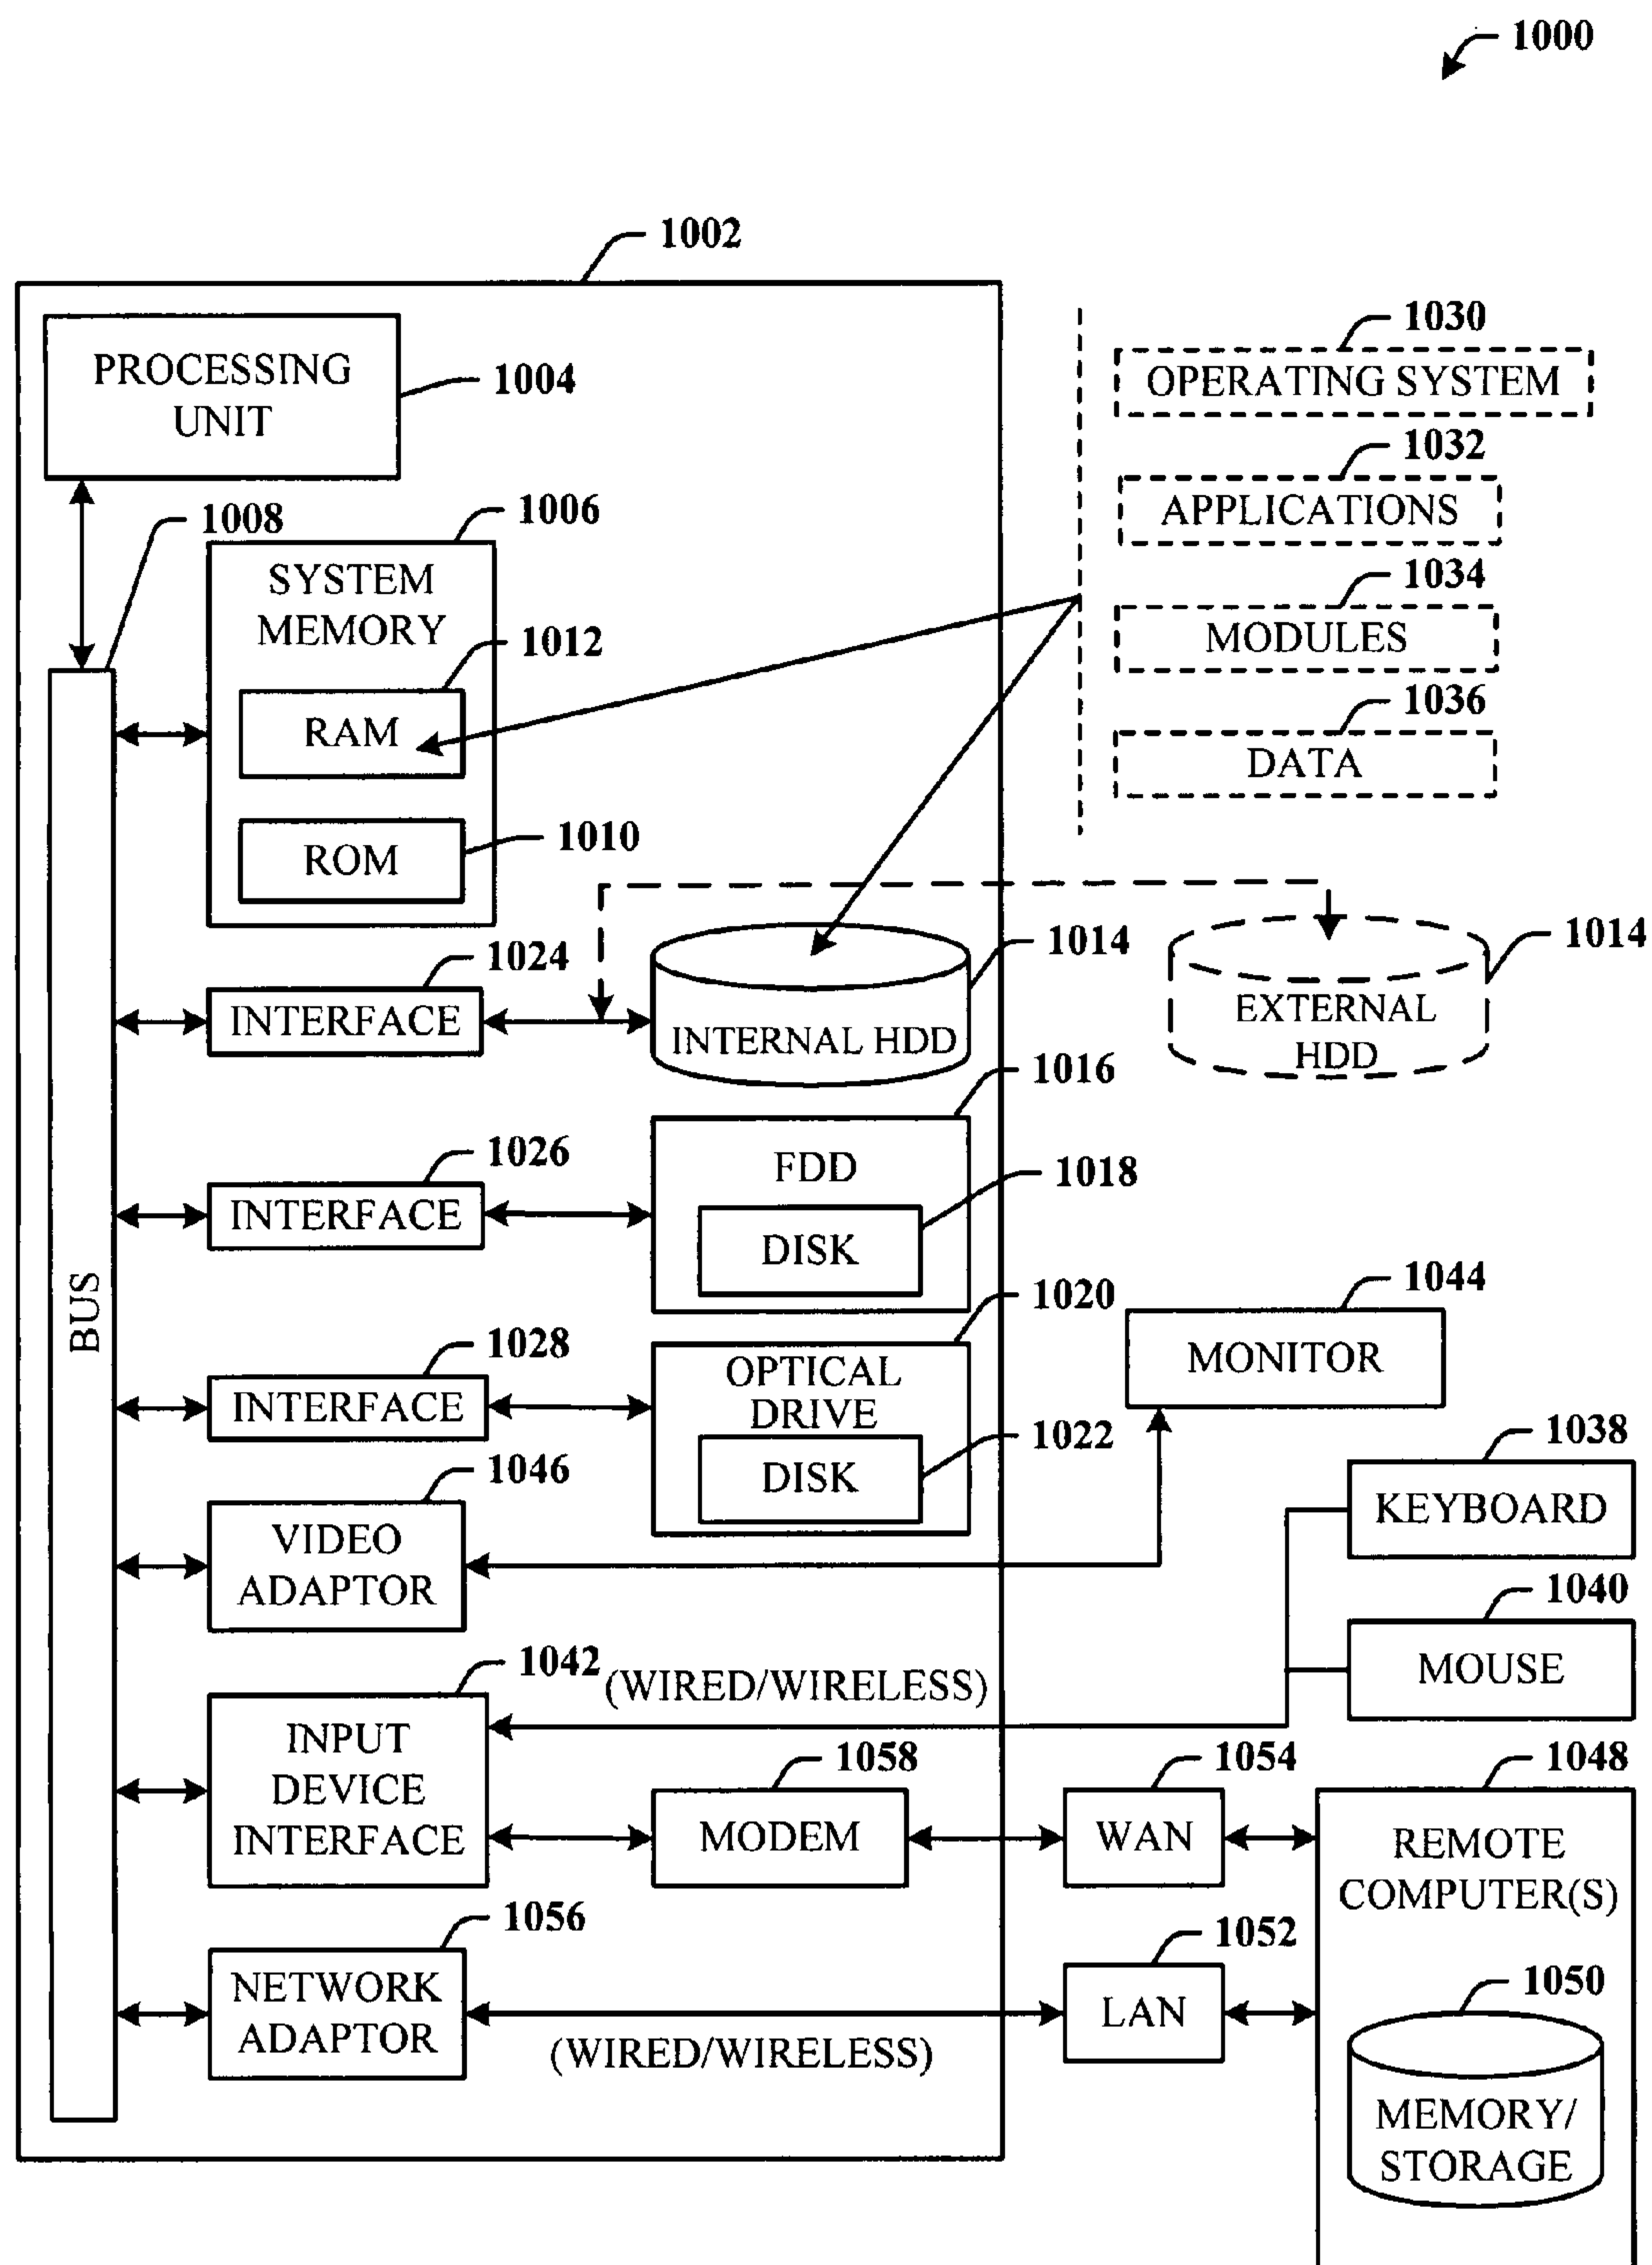 1000
1002
PROCESSING
UNIT
1004
1030
OPERATING SYSTEM
1032
APPLICATIONS
1034
MODULES
1036
DATA
1008
1006
SYSTEM
MEMORY
1012
RAM
1010
ROM
1024
INTERFACE
1014
INTERNAL HDD
1014
EXTERNAL
HDD
1016
FDD
1018
DISK
1026
INTERFACE
BUS
1020
OPTICAL
DRIVE
1022
DISK
1028
INTERFACE
1044
MONITOR
1046
VIDEO
ADAPTOR
1038
KEYBOARD
1040
MOUSE
1042
(WIRED/WIRELESS)
INPUT
DEVICE
INTERFACE
1058
MODEM
1054
WAN
1048
REMOTE
COMPUTER(S)
1056
NETWORK
ADAPTOR
(WIRED/WIRELESS)
1052
LAN
1050
MEMORY/
STORAGE